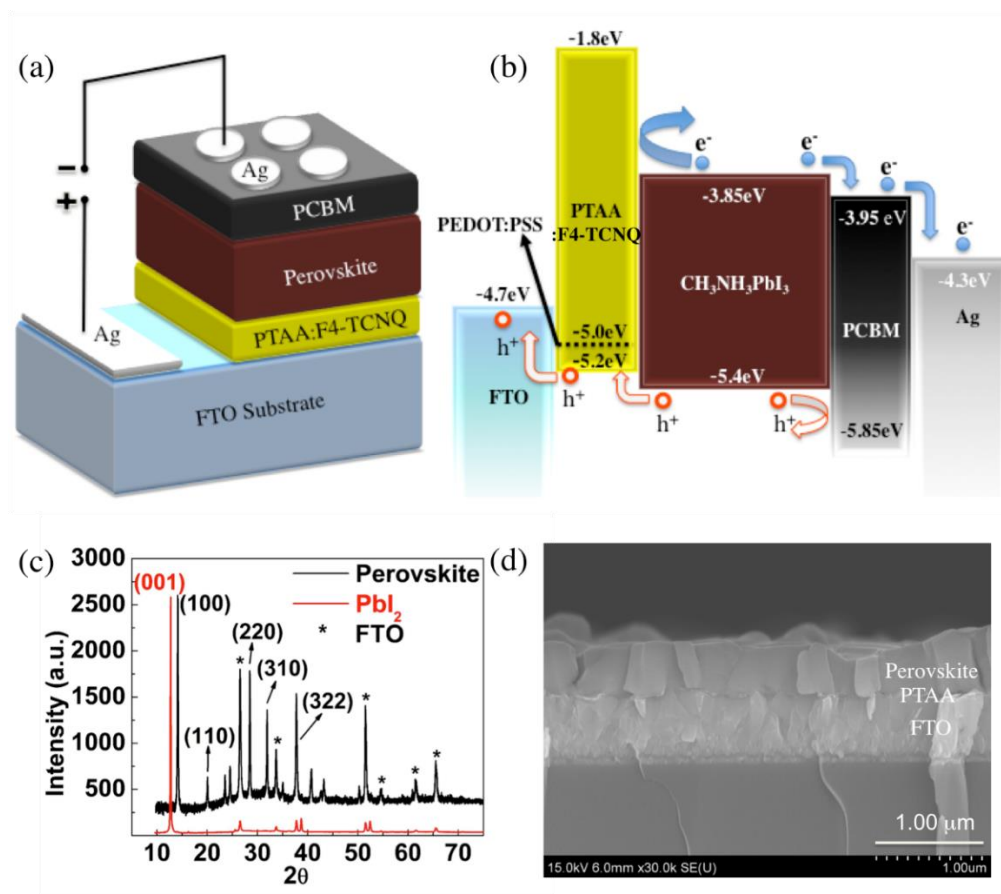 (a)
−
+
Ag
PCBM
Perovskite
PTAA:F4-TCNQ
Ag
FTO Substrate
(b)
-1.8eV
e⁻
e⁻
e⁻
e⁻
-3.85eV
-3.95 eV
-4.3eV
PEDOT:PSS
PTAA
:F4-TCNQ
-4.7eV
CH₃NH₃PbI₃
PCBM
Ag
h⁺
-5.0eV
-5.2eV
-5.4eV
FTO
h⁺
h⁺
h⁺
-5.85eV
(c)
3000
2500
2000
1500
1000
500
Intensity (a.u.)
(001)
(100)
(110)
(220)
(310)
(322)
Perovskite
PbI₂
* FTO
*
*
*
*
*
*
10 20 30 40 50 60 70
2θ
(d)
Perovskite
PTAA
FTO
1.00 μm
15.0kV 6.0mm x30.0k SE(U)
1.00um